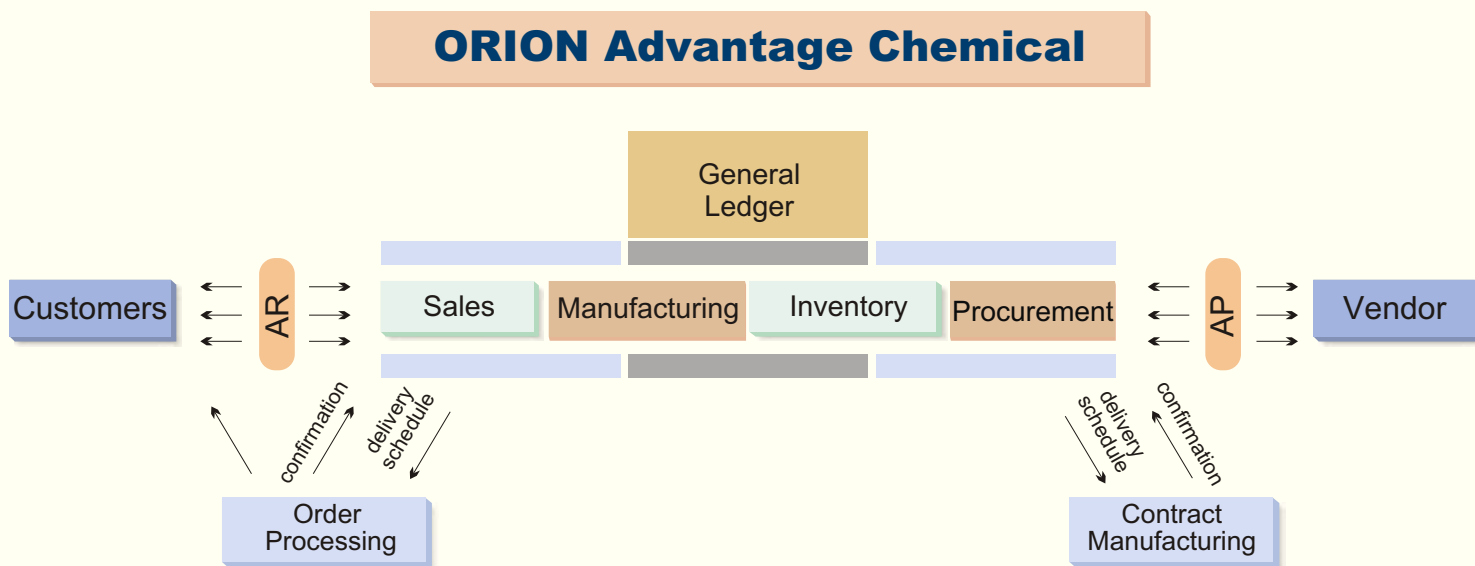 ORION Advantage Chemical
General
Ledger
Customers
AR
Sales
Manufacturing
Inventory
Procurement
AP
Vendor
confirmation
delivery
schedule
delivery
schedule
confirmation
Order
Processing
Contract
Manufacturing